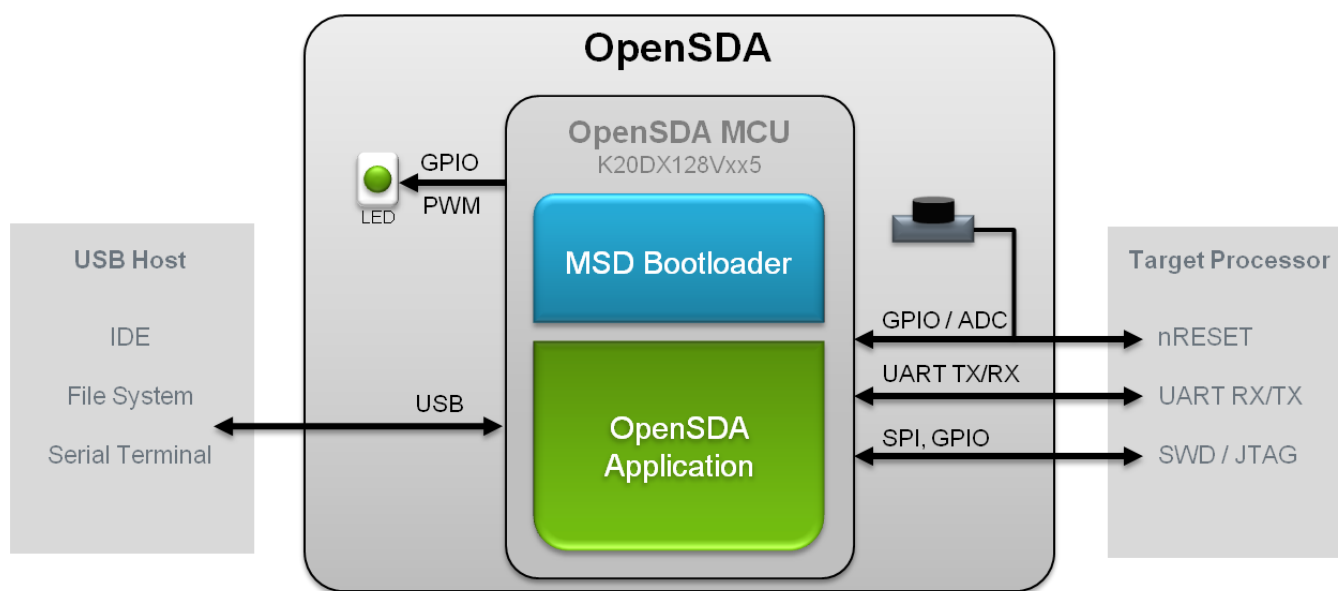 OpenSDA
OpenSDA MCU
K20DX128Vxx5
GPIO
PWM
LED
MSD Bootloader
OpenSDA
Application
USB Host
IDE
File System
Serial Terminal
USB
GPIO / ADC
UART TX/RX
SPI, GPIO
Target Processor
nRESET
UART RX/TX
SWD / JTAG